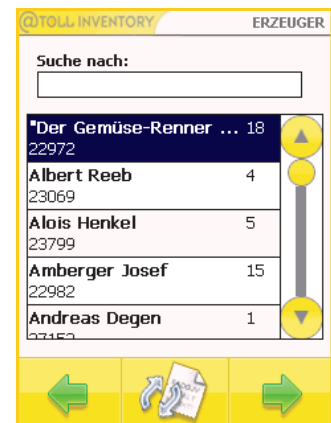 @TOLL INVENTORY ERZEUGER
Suche nach:
"Der Gemüse-Renner ... 18
22972
Albert Reeb 4
23069
Alois Henkel 5
23799
Amberger Josef 15
22982
Andreas Degen 1
27152